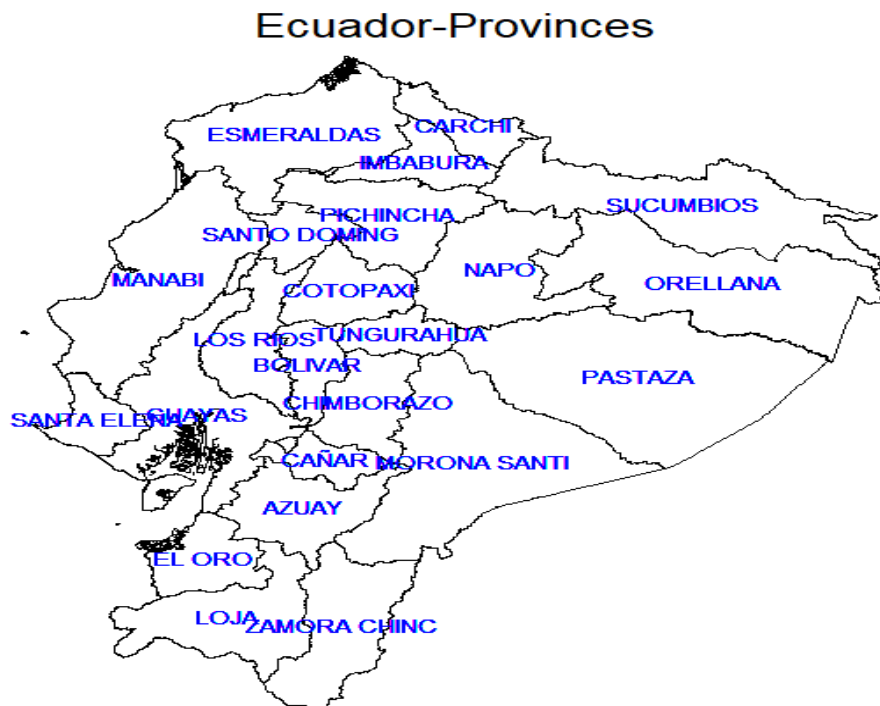 Ecuador-Provinces
CARCHI
ESMERALDAS
IMBABURA
SUCUMBIOS
PICHINCHA
SANTO DOMING
NAPO
MANABI
ORELLANA
COTOPAXI
TUNGURAHUA
LOS RIOS
BOLIVAR
PASTAZA
CHIMBORAZO
GUAYAS
SANTA ELENA
CAÑAR
MORONA SANTI
AZUAY
EL ORO
LOJA
ZAMORA CHINC